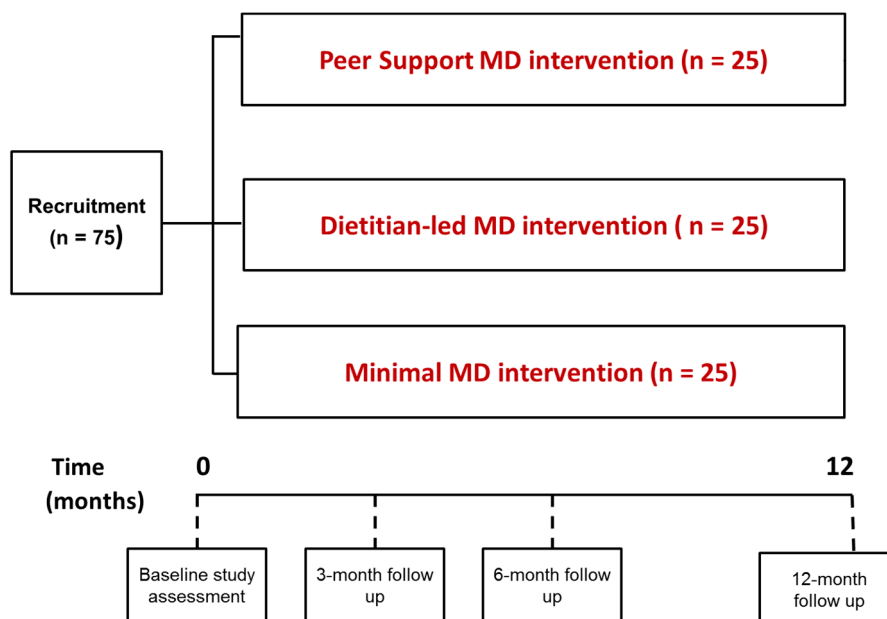 Peer Support MD intervention (n = 25)
Recruitment
(n = 75)
Dietitian-led MD intervention ( n = 25)
Minimal MD intervention (n = 25)
Time
(months)
0
12
Baseline study
assessment
3-month follow
up
6-month follow
up
12-month
follow up